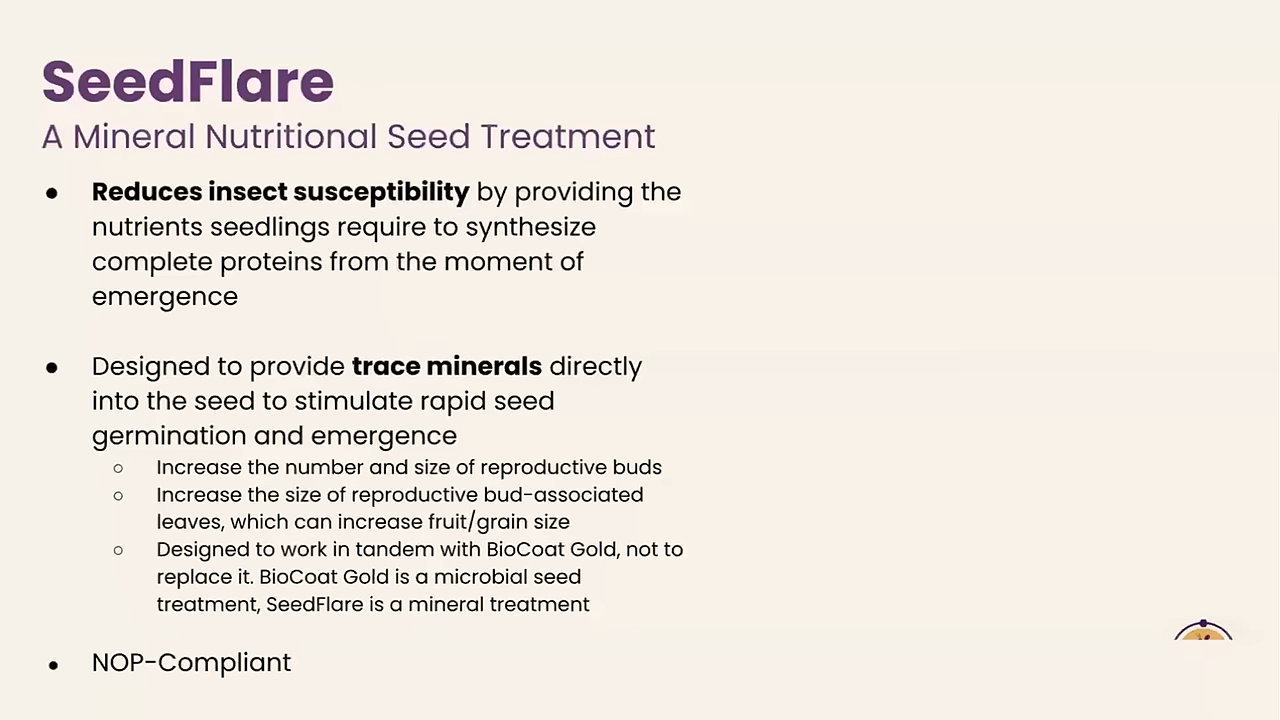 SeedFlare
A Mineral Nutritional Seed Treatment
● Reduces insect susceptibility by providing the
nutrients seedlings require to synthesize
complete proteins from the moment of
emergence
● Designed to provide trace minerals directly
into the seed to stimulate rapid seed
germination and emergence
○ Increase the number and size of reproductive buds
○ Increase the size of reproductive bud-associated
leaves, which can increase fruit/grain size
○ Designed to work in tandem with BioCoat Gold, not to
replace it. BioCoat Gold is a microbial seed
treatment, SeedFlare is a mineral treatment
● NOP-Compliant